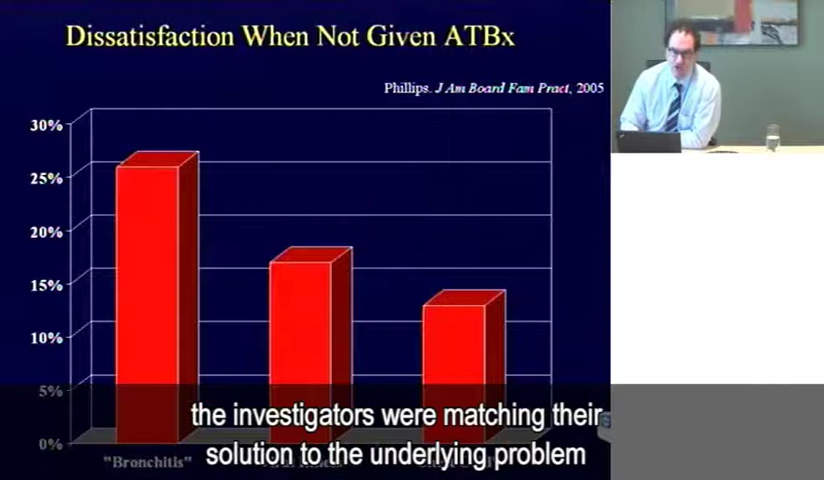 Dissatisfaction When Not Given ATBx
Phillips. J Am Board Fam Pract, 2005
30%
25%
20%
15%
10%
5%
0%
"Bronchitis"
the investigators were matching their
solution to the underlying problem